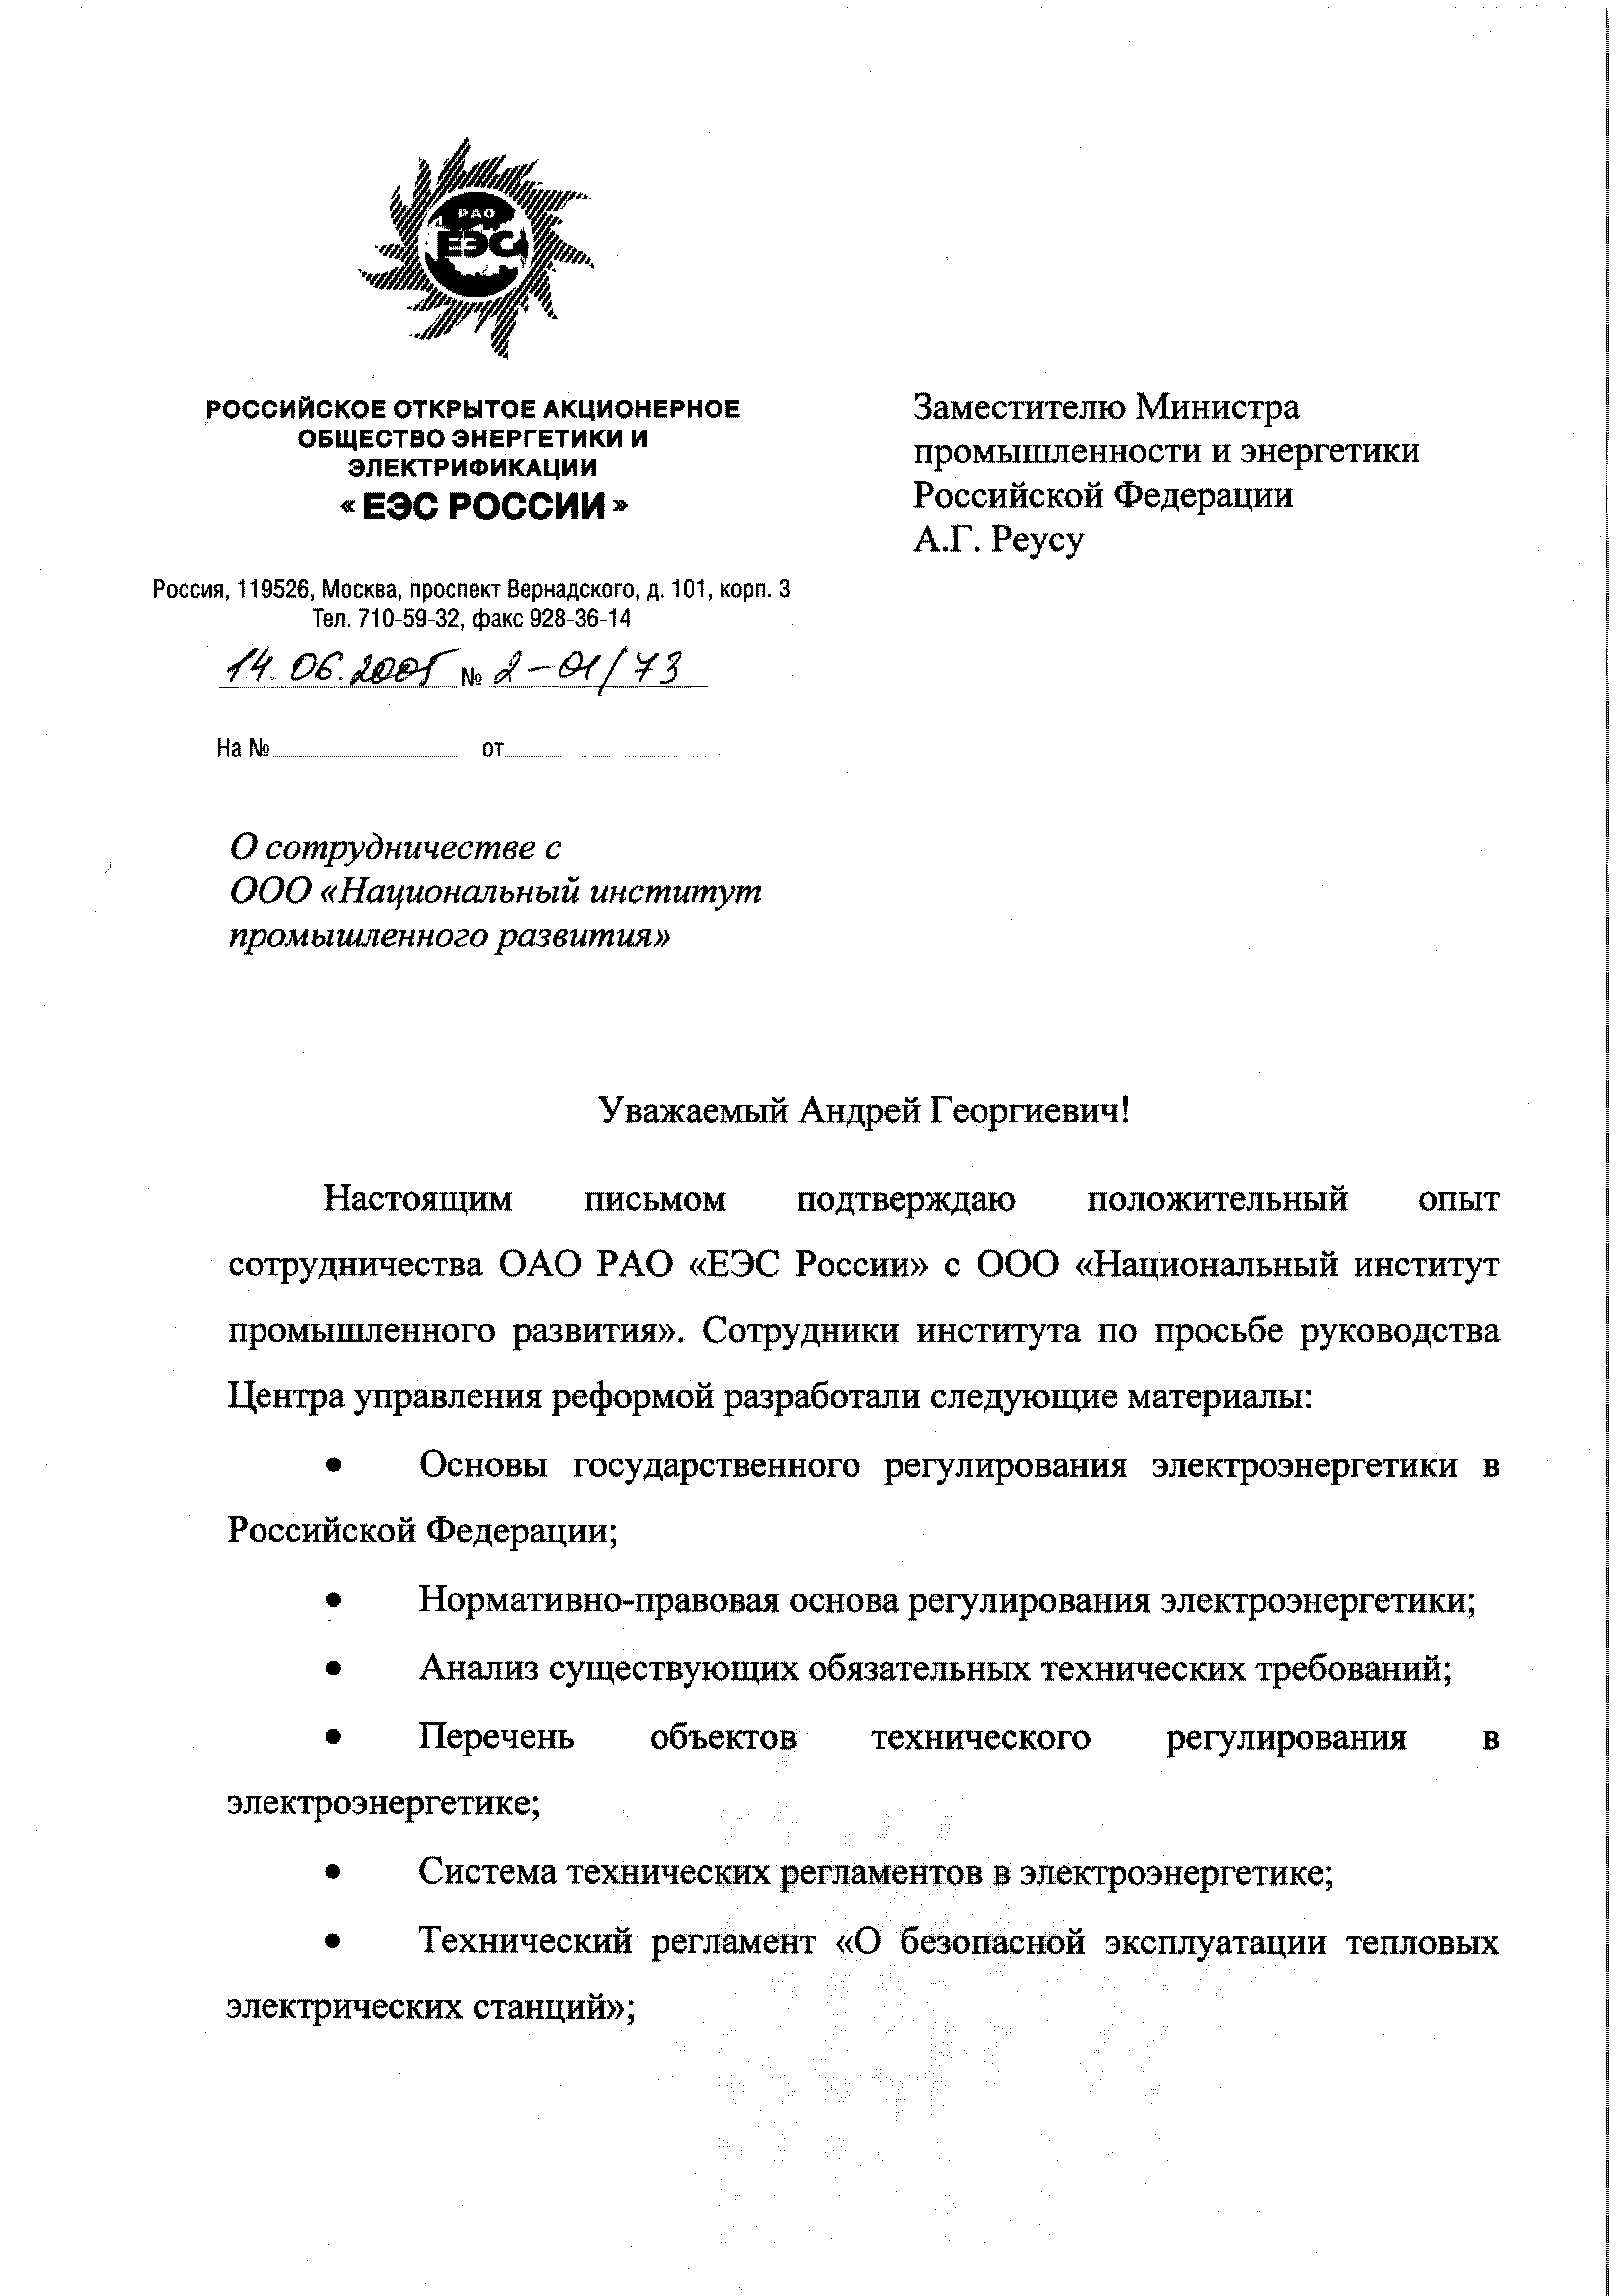 РАО
ЕЭС
РОССИЙСКОЕ ОТКРЫТОЕ АКЦИОНЕРНОЕ
ОБЩЕСТВО ЭНЕРГЕТИКИ И
ЭЛЕКТРИФИКАЦИИ
«ЕЭС РОССИИ»
Россия, 119526, Москва, проспект Вернадского, д. 101, корп. 3
Тел. 710-59-32, факс 928-36-14
14.06.2005 № 2-01/73
На № от
Заместителю Министра
промышленности и энергетики
Российской Федерации
А.Г. Реусу
О сотрудничестве с
ООО «Национальный институт
промышленного развития»
Уважаемый Андрей Георгиевич!
Настоящим письмом подтверждаю положительный опыт
сотрудничества ОАО РАО «ЕЭС России» с ООО «Национальный институт
промышленного развития». Сотрудники института по просьбе руководства
Центра управления реформой разработали следующие материалы:
• Основы государственного регулирования электроэнергетики в
Российской Федерации;
• Нормативно-правовая основа регулирования электроэнергетики;
• Анализ существующих обязательных технических требований;
• Перечень объектов технического регулирования в
электроэнергетике;
• Система технических регламентов в электроэнергетике;
• Технический регламент «О безопасной эксплуатации тепловых
электрических станций»;